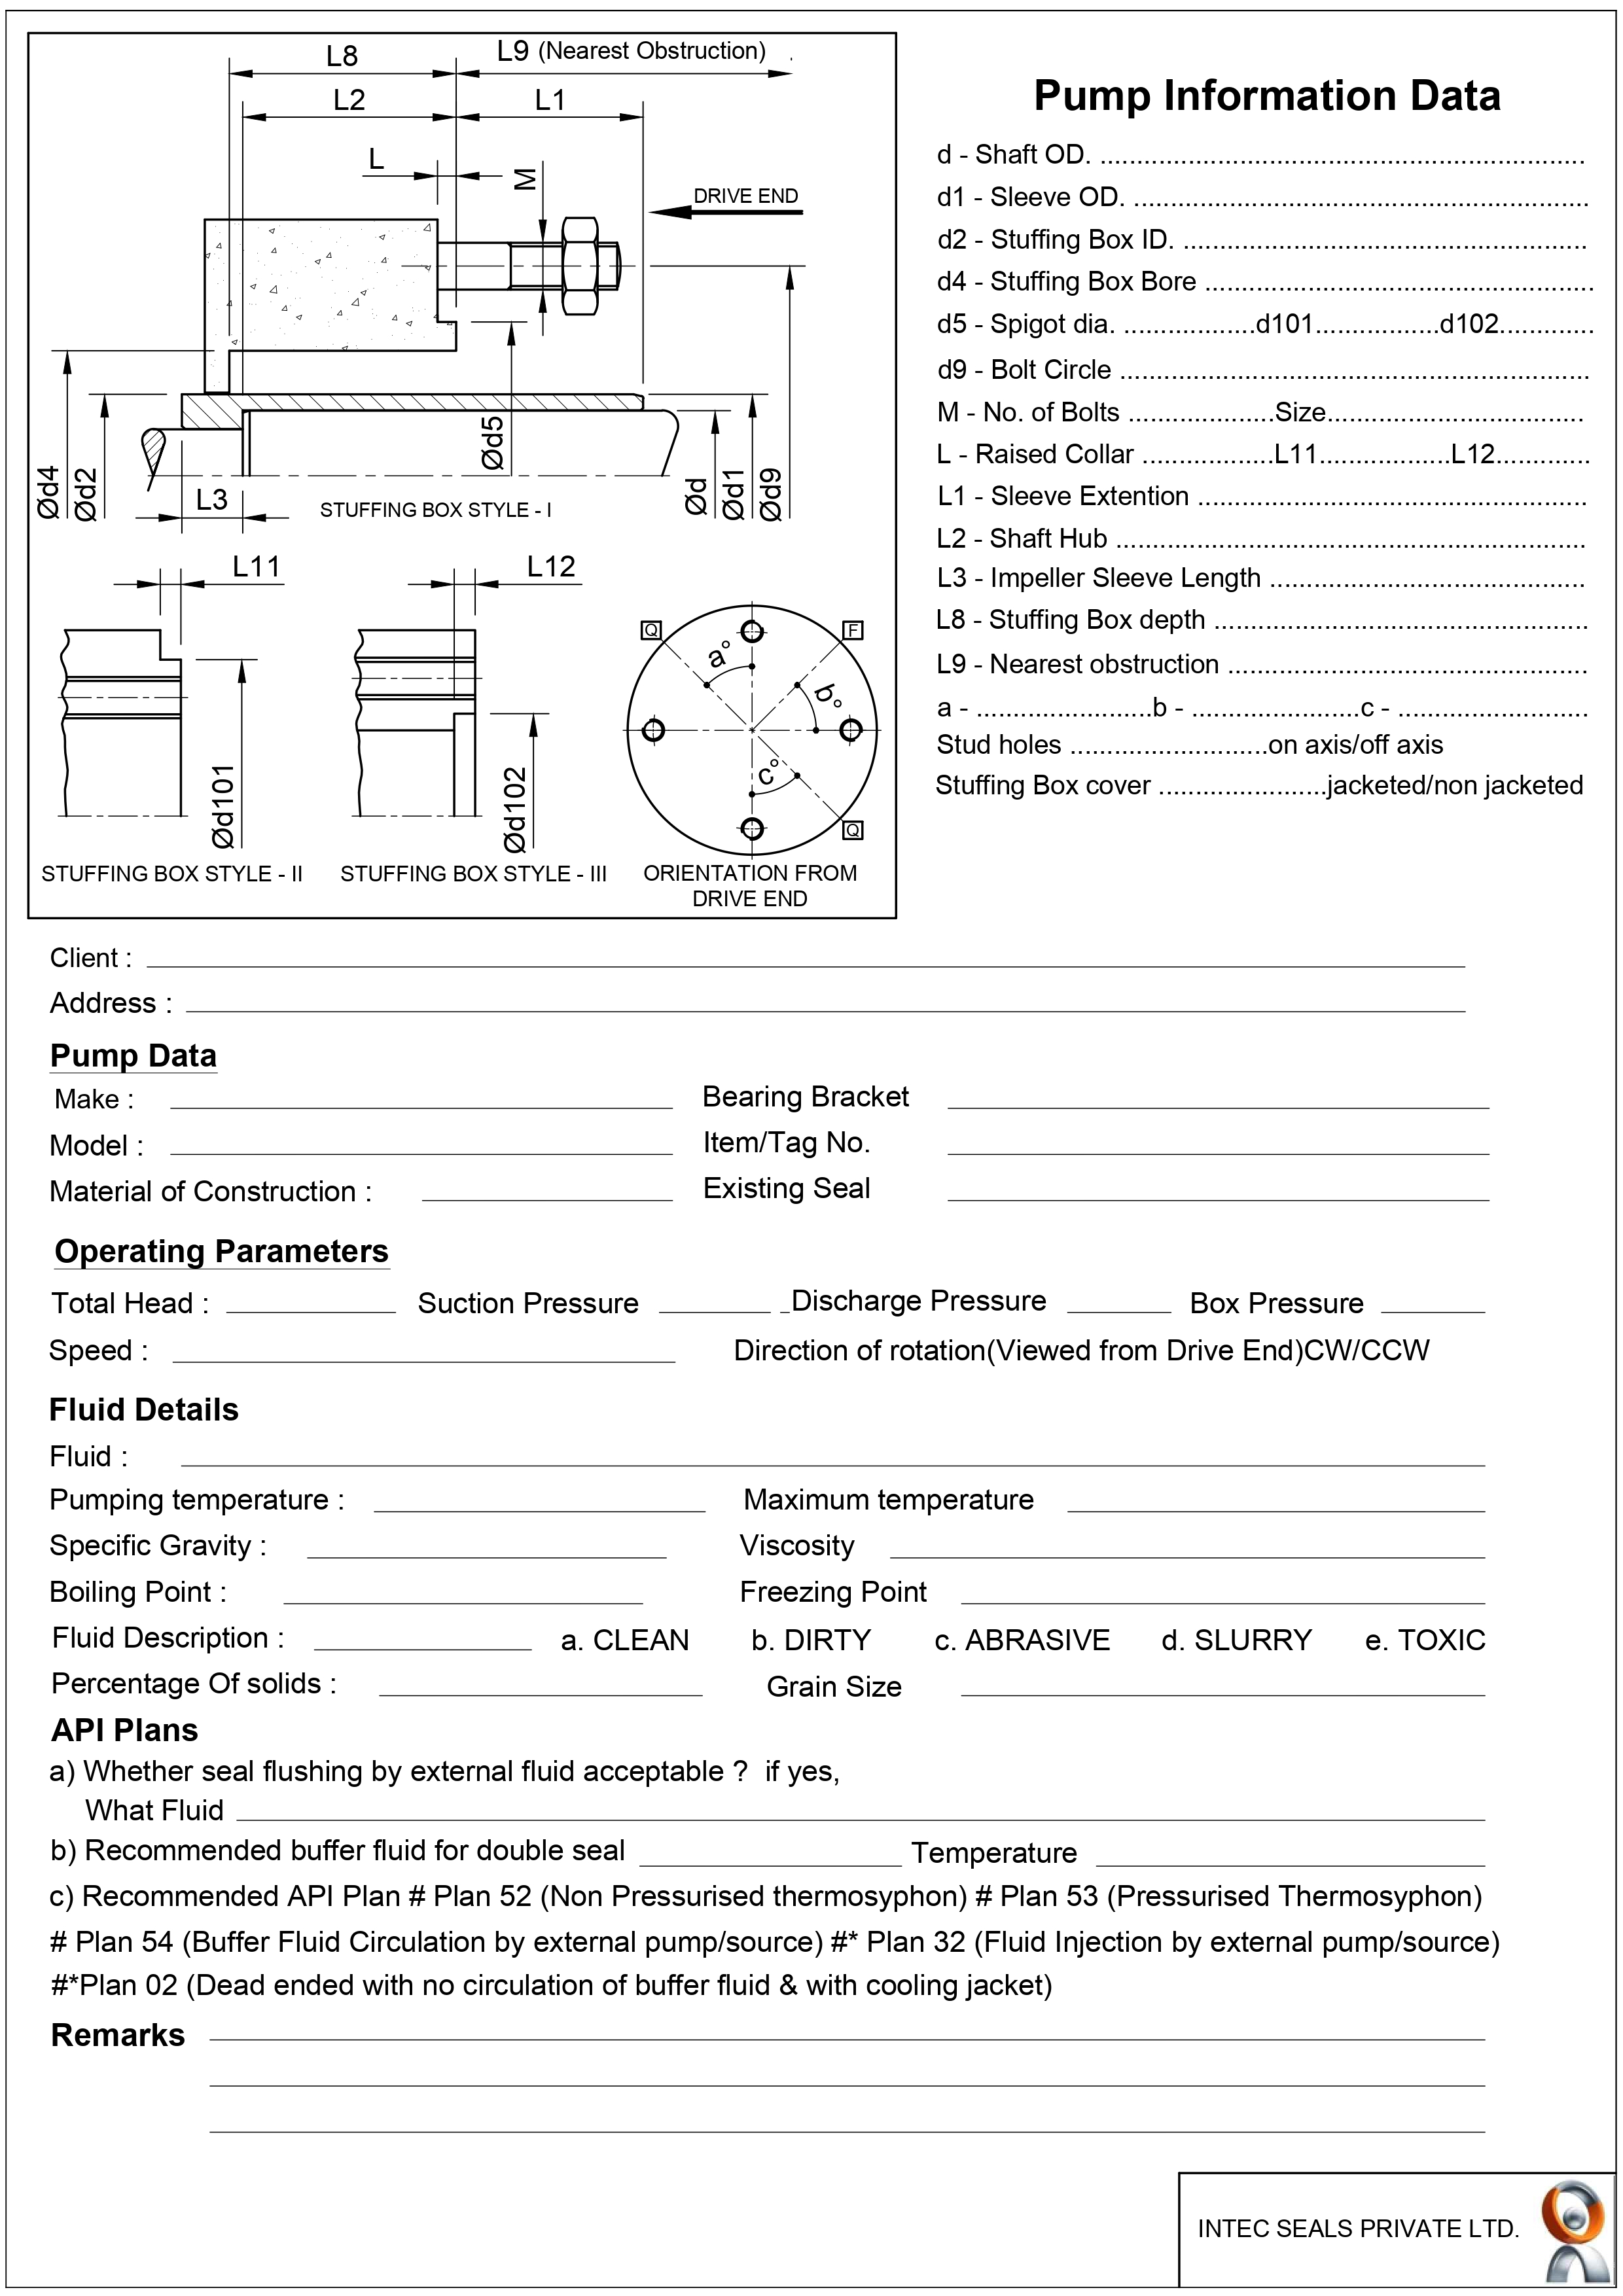 L8
L9 (Nearest Obstruction)
L2
L1
L
M
DRIVE END
Ød4
Ød2
L3
Ød5
Ød
Ød1
Ød9
STUFFING BOX STYLE - I
L11
L12
Ød101
Ød102
Q
F
a°
b°
c°
Q
STUFFING BOX STYLE - II
STUFFING BOX STYLE - III
ORIENTATION FROM
DRIVE END
Pump Information Data
d - Shaft OD. ..................................................................
d1 - Sleeve OD. ..............................................................
d2 - Stuffing Box ID. .......................................................
d4 - Stuffing Box Bore .....................................................
d5 - Spigot dia. ..................d101.................d102.............
d9 - Bolt Circle ................................................................
M - No. of Bolts ....................Size...................................
L - Raised Collar ..................L11..................L12.............
L1 - Sleeve Extention .....................................................
L2 - Shaft Hub ................................................................
L3 - Impeller Sleeve Length ...........................................
L8 - Stuffing Box depth ...................................................
L9 - Nearest obstruction .................................................
a - ........................b - .......................c - ..........................
Stud holes ...........................on axis/off axis
Stuffing Box cover .......................jacketed/non jacketed
Client :
Address :
Pump Data
Make :
Bearing Bracket
Model :
Item/Tag No.
Material of Construction :
Existing Seal
Operating Parameters
Total Head : Suction Pressure Discharge Pressure Box Pressure
Speed : Direction of rotation(Viewed from Drive End)CW/CCW
Fluid Details
Fluid :
Pumping temperature : Maximum temperature
Specific Gravity : Viscosity
Boiling Point : Freezing Point
Fluid Description : a. CLEAN b. DIRTY c. ABRASIVE d. SLURRY e. TOXIC
Percentage Of solids : Grain Size
API Plans
a) Whether seal flushing by external fluid acceptable ? if yes,
What Fluid
b) Recommended buffer fluid for double seal Temperature
c) Recommended API Plan # Plan 52 (Non Pressurised thermosyphon) # Plan 53 (Pressurised Thermosyphon)
# Plan 54 (Buffer Fluid Circulation by external pump/source) #* Plan 32 (Fluid Injection by external pump/source)
#*Plan 02 (Dead ended with no circulation of buffer fluid & with cooling jacket)
Remarks
INTEC SEALS PRIVATE LTD.